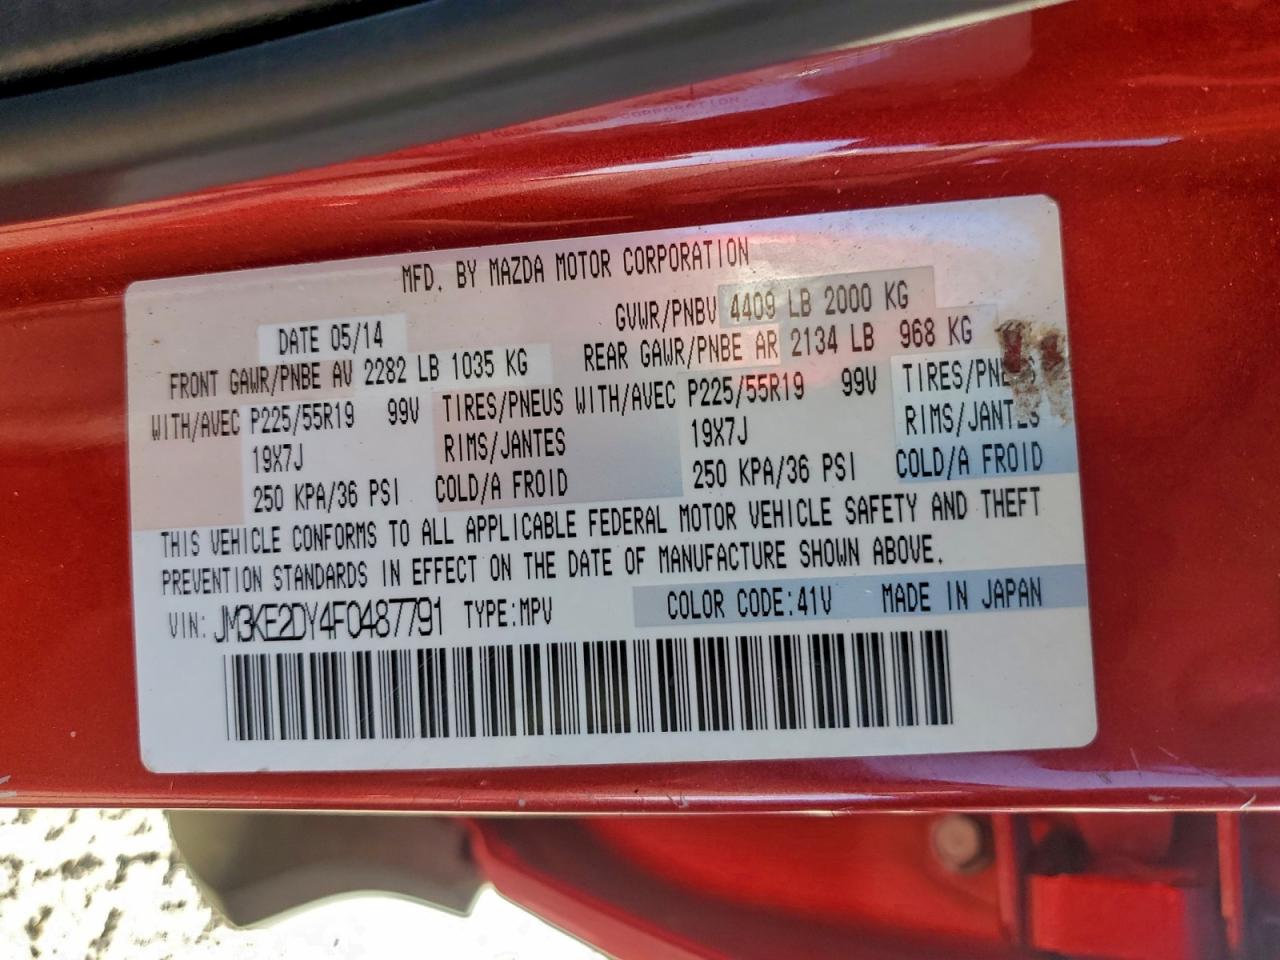 MFD. BY MAZDA MOTOR CORPORATION
DATE 05/14 GVWR/PNBV 4409 LB 2000 KG
FRONT GAWR/PNBE AV 2282 LB 1035 KG REAR GAWR/PNBE AR 2134 LB 968 KG
WITH/AVEC P225/55R19 99V TIRES/PNEUS WITH/AVEC P225/55R19 99V TIRES/PNEUS
19X7J RIMS/JANTES 19X7J RIMS/JANTES
250 KPA/36 PSI COLD/A FROID 250 KPA/36 PSI COLD/A FROID
THIS VEHICLE CONFORMS TO ALL APPLICABLE FEDERAL MOTOR VEHICLE SAFETY AND THEFT
PREVENTION STANDARDS IN EFFECT ON THE DATE OF MANUFACTURE SHOWN ABOVE.
VIN: JM3KE2DY4F0487791 TYPE:MPV COLOR CODE:41V MADE IN JAPAN